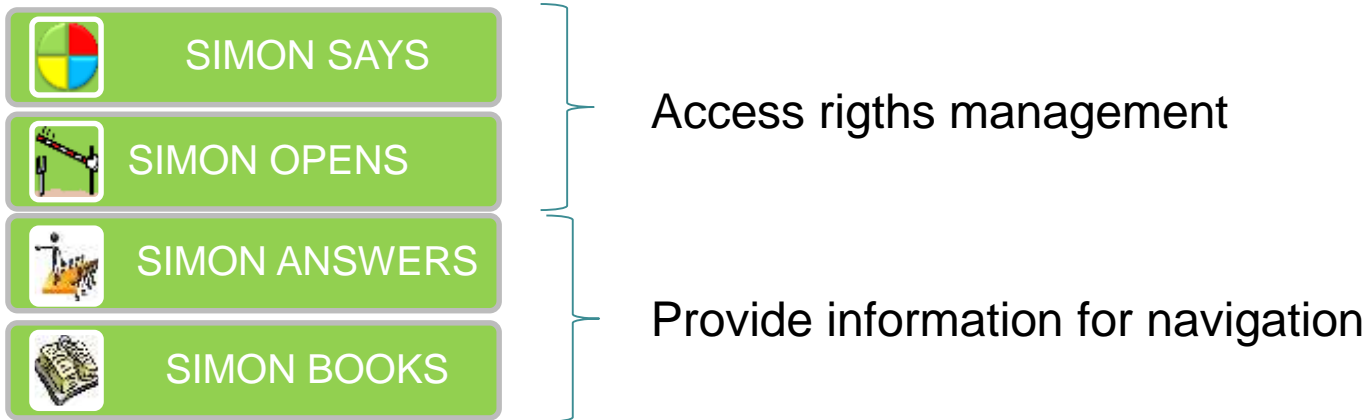 SIMON SAYS
SIMON OPENS
Access rigths management
SIMON ANSWERS
SIMON BOOKS
Provide information for navigation